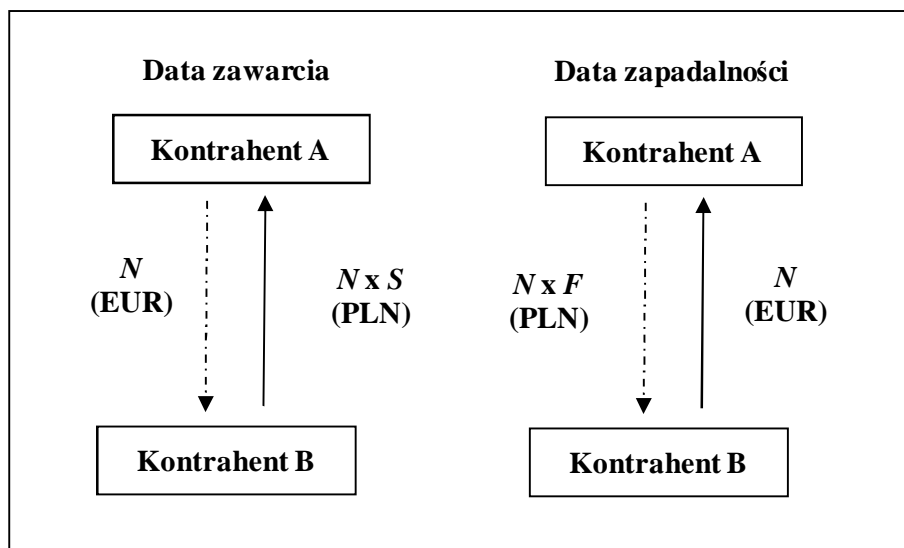 Data zawarcia
Kontrahent A
N
(EUR)
N x S
(PLN)
Kontrahent B
Data zapadalności
Kontrahent A
N x F
(PLN)
N
(EUR)
Kontrahent B